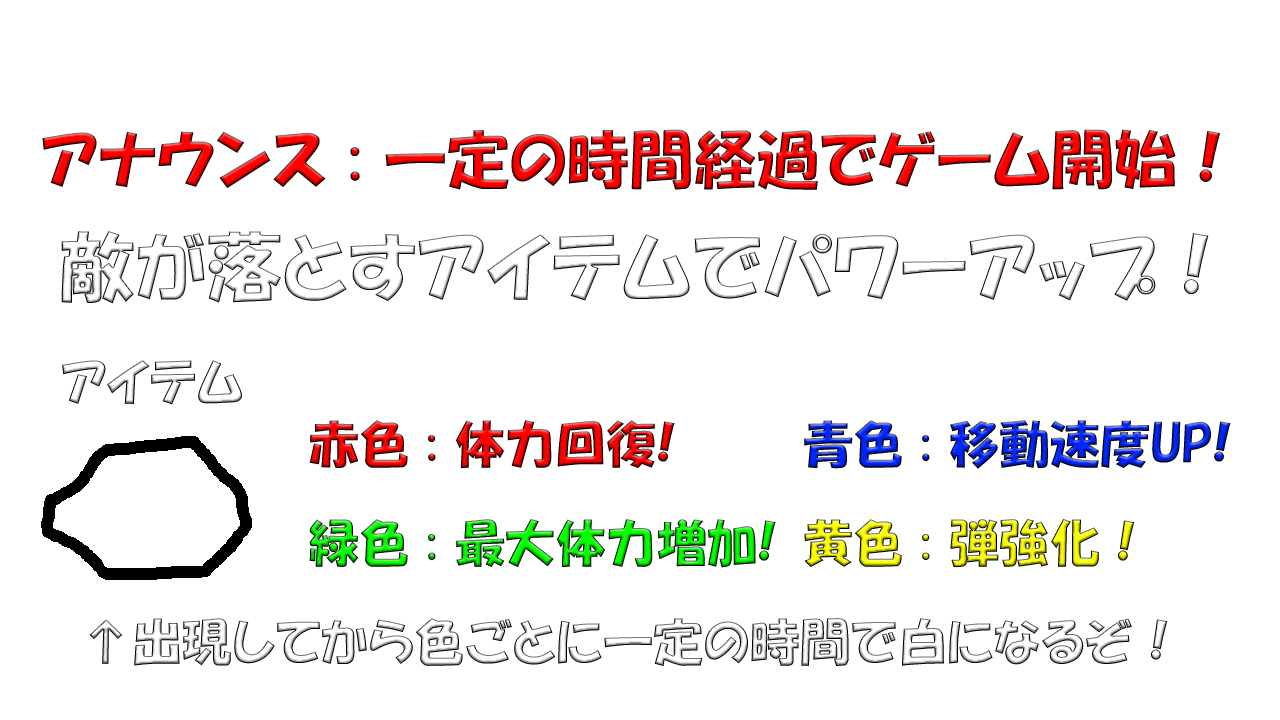 アナウンス：一定の時間経過でゲーム開始！
敵が落とすアイテムでパワーアップ！
アイテム
赤色：体力回復!
青色：移動速度UP!
緑色：最大体力増加!
黄色：弾強化！
↑出現してから色ごとに一定の時間で白になるぞ！